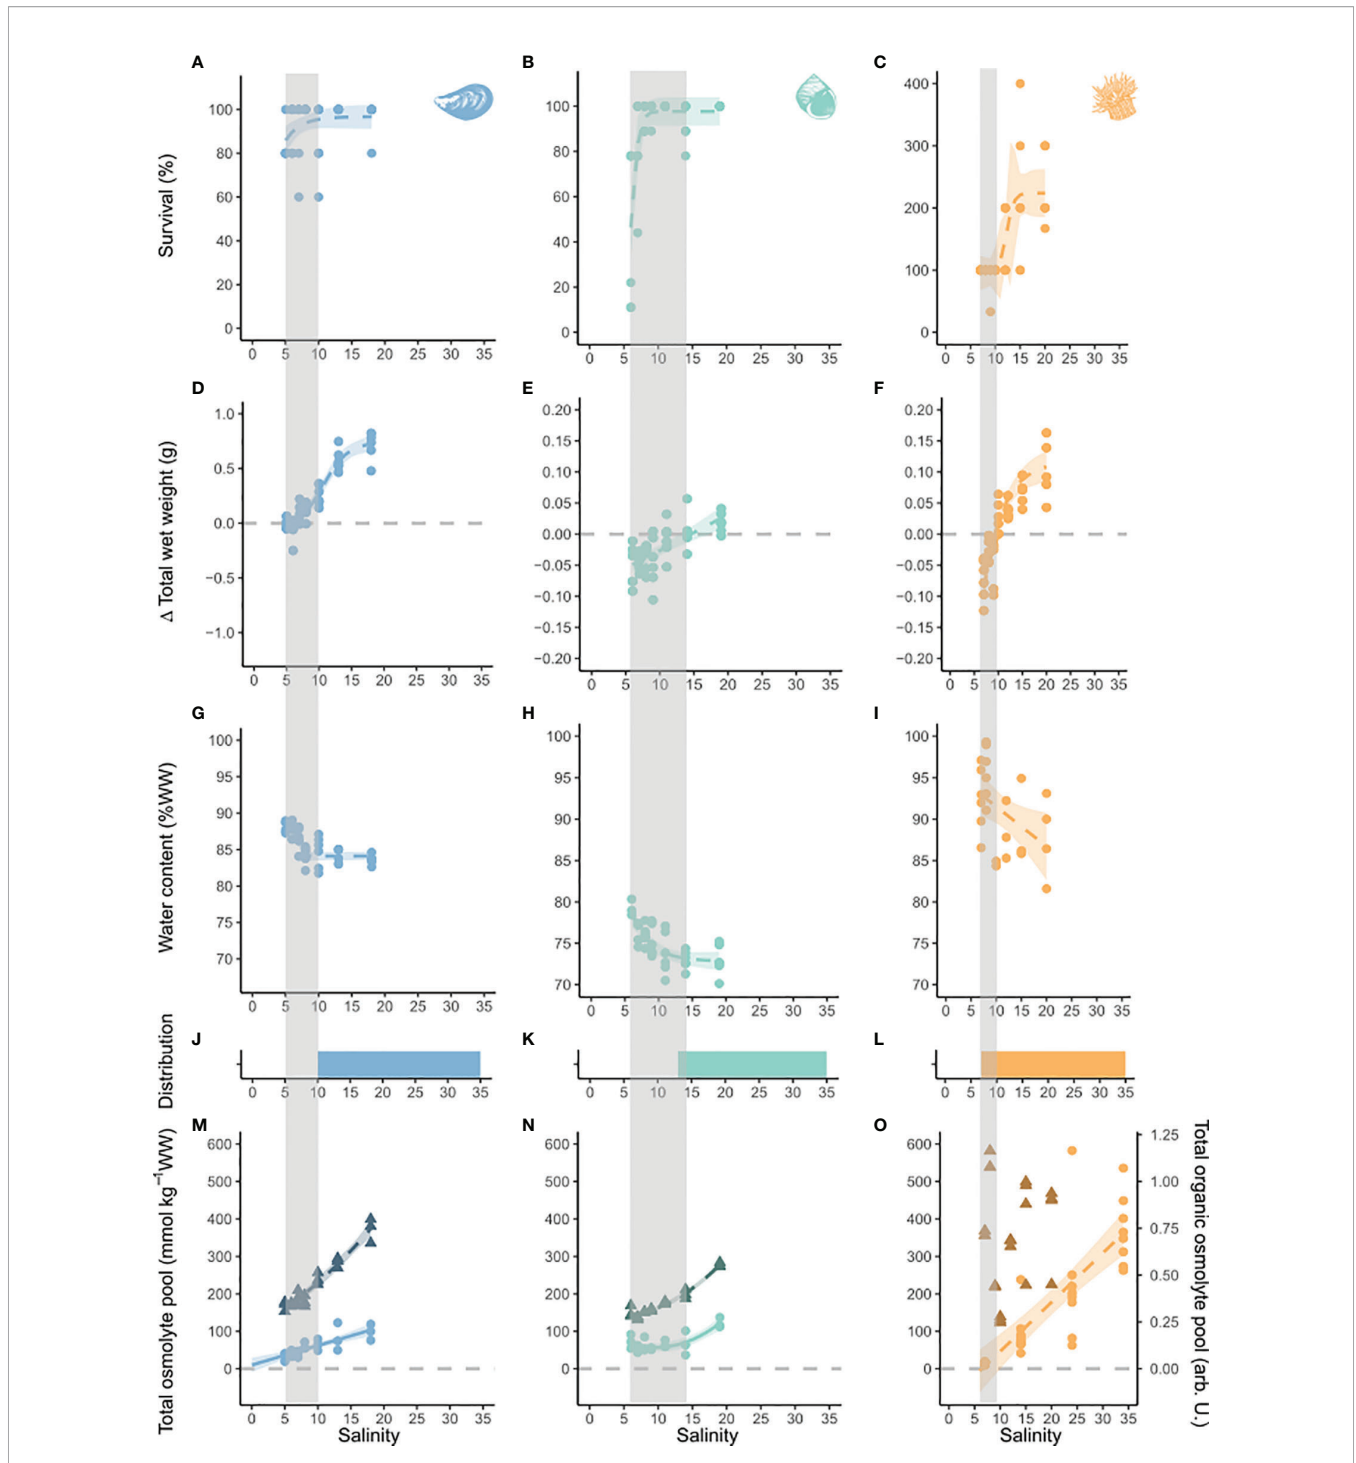 A
B
C
Survival (%)
100
80
60
40
20
0
0 5 10 15 20 25 30 35
100
80
60
40
20
0
0 5 10 15 20 25 30 35
400
300
200
100
0
0 5 10 15 20 25 30 35
D
E
F
Δ Total wet weight (g)
1.0
0.5
0.0
−0.5
−1.0
0 5 10 15 20 25 30 35
0.20
0.15
0.10
0.05
0.00
−0.05
−0.10
−0.15
−0.20
0 5 10 15 20 25 30 35
0.20
0.15
0.10
0.05
0.00
−0.05
−0.10
−0.15
−0.20
0 5 10 15 20 25 30 35
G
H
I
Water content (%WW)
100
95
90
85
80
75
70
0 5 10 15 20 25 30 35
100
95
90
85
80
75
70
0 5 10 15 20 25 30 35
100
95
90
85
80
75
70
0 5 10 15 20 25 30 35
J
K
L
Distribution
0 5 10 15 20 25 30 35
0 5 10 15 20 25 30 35
0 5 10 15 20 25 30 35
M
N
O
Total osmolyte pool (mmol kg⁻¹WW)
600
500
400
300
200
100
0
0 5 10 15 20 25 30 35
Salinity
600
500
400
300
200
100
0
0 5 10 15 20 25 30 35
Salinity
600
500
400
300
200
100
0
0 5 10 15 20 25 30 35
Salinity
1.25
1.00
0.75
0.50
0.25
0.00
Total organic osmolyte pool (arb. U.)